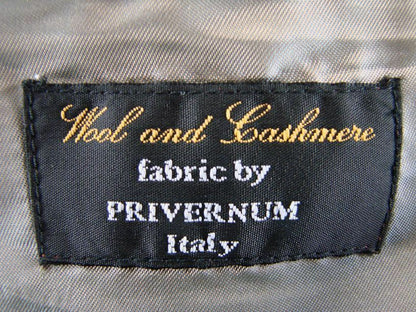 Wool and Cashmere
fabric by
PRIVERNUM
Italy